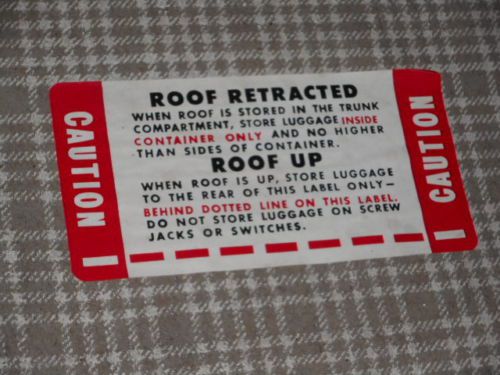 CAUTION
ROOF RETRACTED
WHEN ROOF IS STORED IN THE TRUNK
COMPARTMENT, STORE LUGGAGE INSIDE
CONTAINER ONLY AND NO HIGHER
THAN SIDES OF CONTAINER.
ROOF UP
WHEN ROOF IS UP, STORE LUGGAGE
TO THE REAR OF THIS LABEL ONLY—
BEHIND DOTTED LINE ON THIS LABEL.
DO NOT STORE LUGGAGE ON SCREW
JACKS OR SWITCHES.
CAUTION